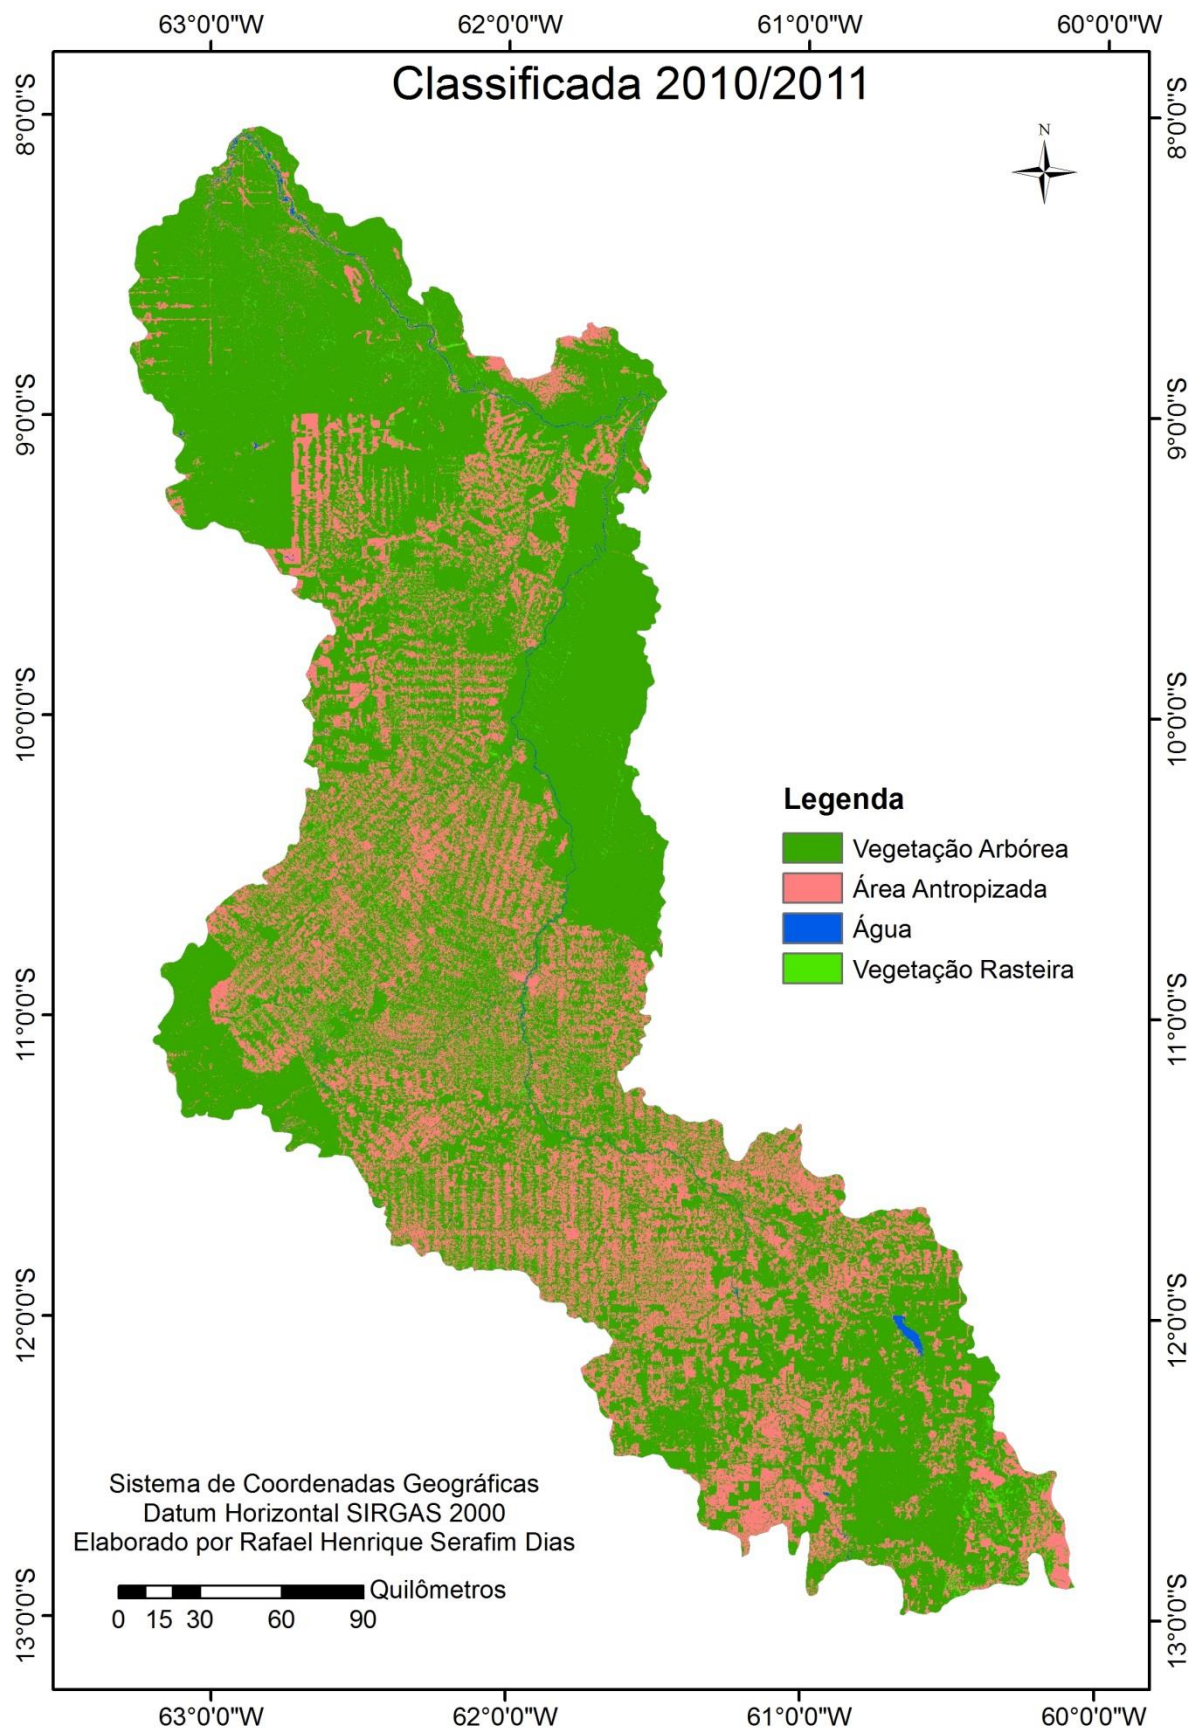 63°0'0"W 62°0'0"W 61°0'0"W 60°0'0"W
Classificada 2010/2011
N
8°0'0"S
8°0'0"S
9°0'0"S
9°0'0"S
10°0'0"S
10°0'0"S
Legenda
Vegetação Arbórea
Área Antropizada
Água
Vegetação Rasteira
11°0'0"S
11°0'0"S
12°0'0"S
12°0'0"S
Sistema de Coordenadas Geográficas
Datum Horizontal SIRGAS 2000
Elaborado por Rafael Henrique Serafim Dias
Quilômetros
0 15 30 60 90
13°0'0"S
13°0'0"S
63°0'0"W 62°0'0"W 61°0'0"W 60°0'0"W